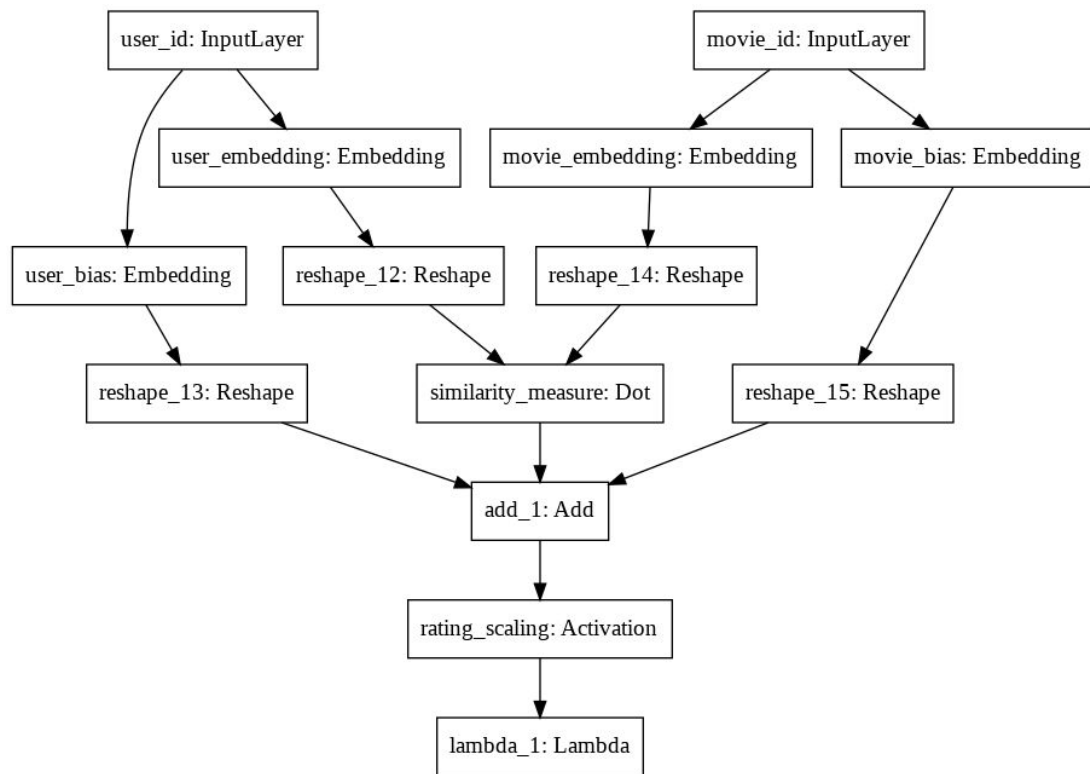 user_id: InputLayer
movie_id: InputLayer
user_embedding: Embedding
movie_embedding: Embedding
movie_bias: Embedding
user_bias: Embedding
reshape_12: Reshape
reshape_14: Reshape
reshape_13: Reshape
similarity_measure: Dot
reshape_15: Reshape
add_1: Add
rating_scaling: Activation
lambda_1: Lambda